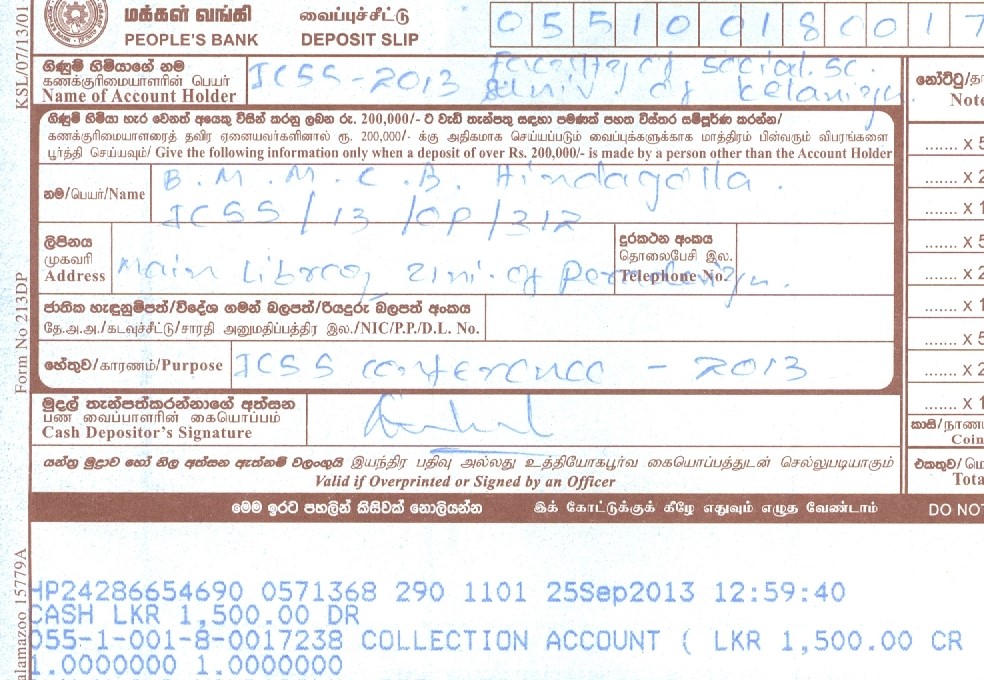 මක්කල් மக்கள் வங்கி வைப்புச்சீட்டு
PEOPLE'S BANK DEPOSIT SLIP
0 5 5 1 0 0 1 8 0 0 1 7
KSL/07/13/01
ගිණුම් හිමියාගේ නම
கணக்குரிமையாளரின் பெயர்
Name of Account Holder
ICSS-2013 Faculty of social. sc.
Univ. of Kelaniya
නෝට්ටු/
Note
ගිණුම් හිමියා හැර වෙනත් අයෙකු විසින් කරනු ලබන රු. 200,000/- ට වැඩි තැන්පතු සඳහා පමණක් පහත විස්තර සම්පූර්ණ කරන්න/
கணக்குரிமையாளரைத் தவிர ஏனையவர்களினால் ரூ. 200,000/- க்கு அதிகமாக செய்யப்படும் வைப்புக்களுக்காக மாத்திரம் பின்வரும் விபரங்களை
பூர்த்தி செய்யவும்/ Give the following information only when a deposit of over Rs. 200,000/- is made by a person other than the Account Holder
නම/பெயர்/Name
B. M. M. C. B. Hindagolla.
ICSS/13/OP/312
ලිපිනය
முகவரி
Address
Main Library, Uni. of Peradeniya.
දුරකථන අංකය
தொலைபேசி இல.
Telephone No.
ජාතික හැඳුනුම්පත්/විදේශ ගමන් බලපත්‍ර/රියදුරු බලපත්‍ර අංකය
தே.அ.அ./கடவுச்சீட்டு/சாரதி அனுமதிப்பத்திர இல./NIC/P.P./D.L. No.
හේතුව/காரணம்/Purpose
ICSS conference - 2013
....... x 5
....... x 2
....... x 1
....... x 5
....... x 2
....... x 1
....... x 5
....... x 2
....... x 1
මුදල් තැන්පත්කරන්නාගේ අත්සන
பண வைப்பாளரின் கையொப்பம்
Cash Depositor's Signature
කාසි/நாண
Coin
යන්ත්‍ර මුද්‍රාව හෝ නිල අත්සන ඇත්නම් වලංගුයි இயந்திர பதிவு அல்லது உத்தியோகபூர்வ கையொப்பத்துடன் செல்லுபடியாகும்
Valid if Overprinted or Signed by an Officer
එකතුව/
Tota
මෙම ඉරට පහලින් කිසිවක් නොලියන්න இக் கோட்டுக்குக் கீழே எதுவும் எழுத வேண்டாம் DO NOT
Form No 213DP
alamazoo 15779A
HP24286654690 0571368 290 1101 25Sep2013 12:59:40
CASH LKR 1,500.00 DR
055-1-001-8-0017238 COLLECTION ACCOUNT ( LKR 1,500.00 CR
1.0000000 1.0000000